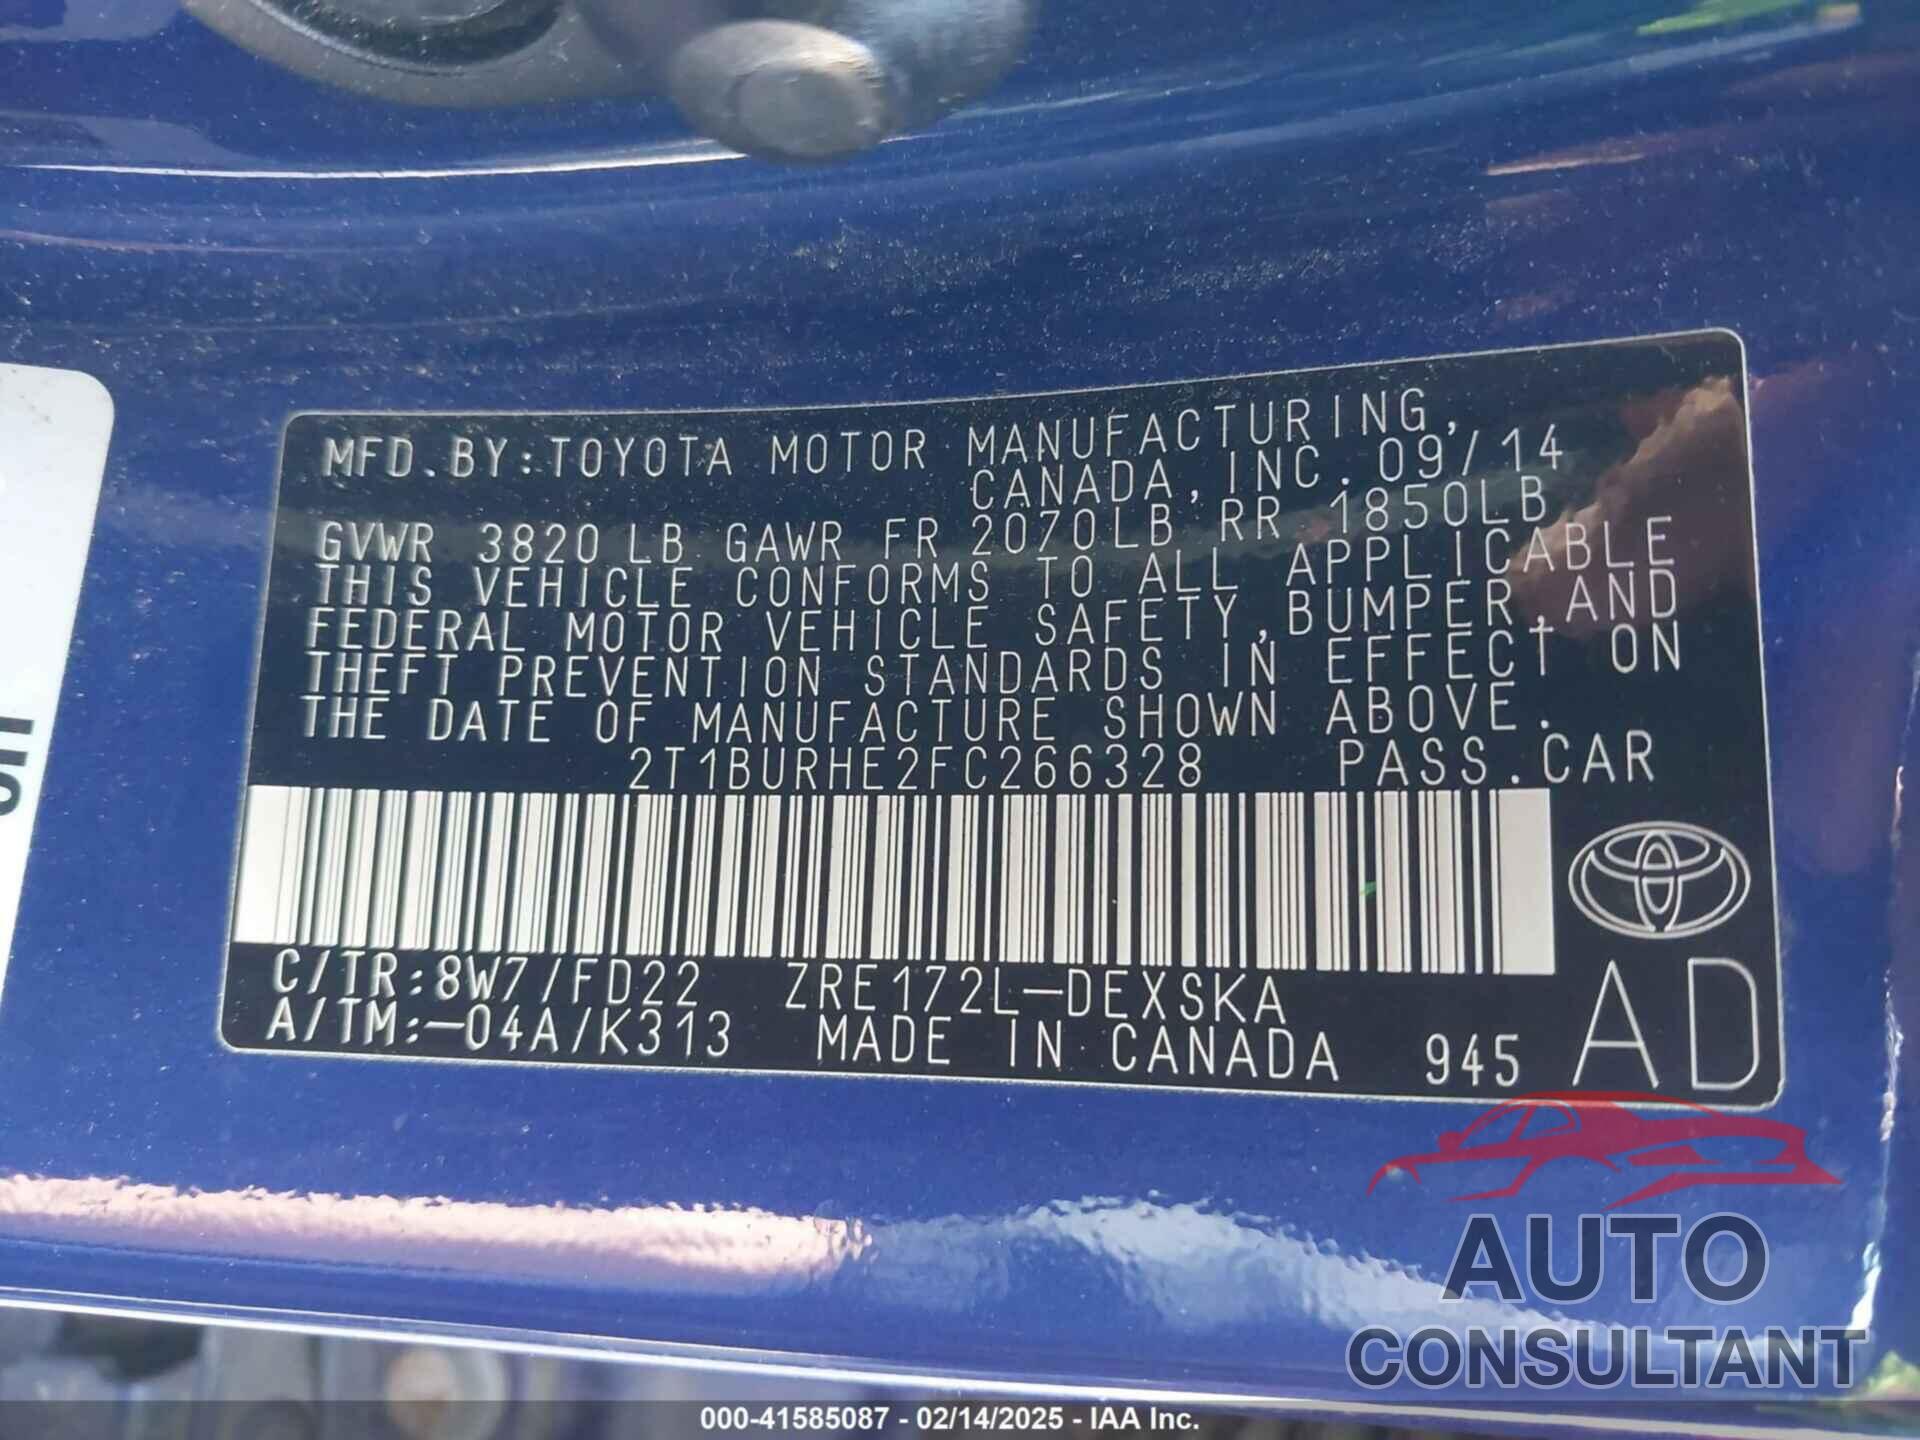 MFD. BY: TOYOTA MOTOR MANUFACTURING,
CANADA, INC. 09/14
GVWR 3820 LB GAWR FR 2070LB RR 1850LB
THIS VEHICLE CONFORMS TO ALL APPLICABLE
FEDERAL MOTOR VEHICLE SAFETY, BUMPER, AND
THEFT PREVENTION STANDARDS IN EFFECT ON
THE DATE OF MANUFACTURE SHOWN ABOVE.
2T1BURHE2FC266328 PASS. CAR
C/TR: 8W7/FD22 ZRE172L-DEXSKA
A/TM: -04A/K313 MADE IN CANADA 945
AD
AUTO
CONSULTANT
000-41585087 - 02/14/2025 - IAA Inc.